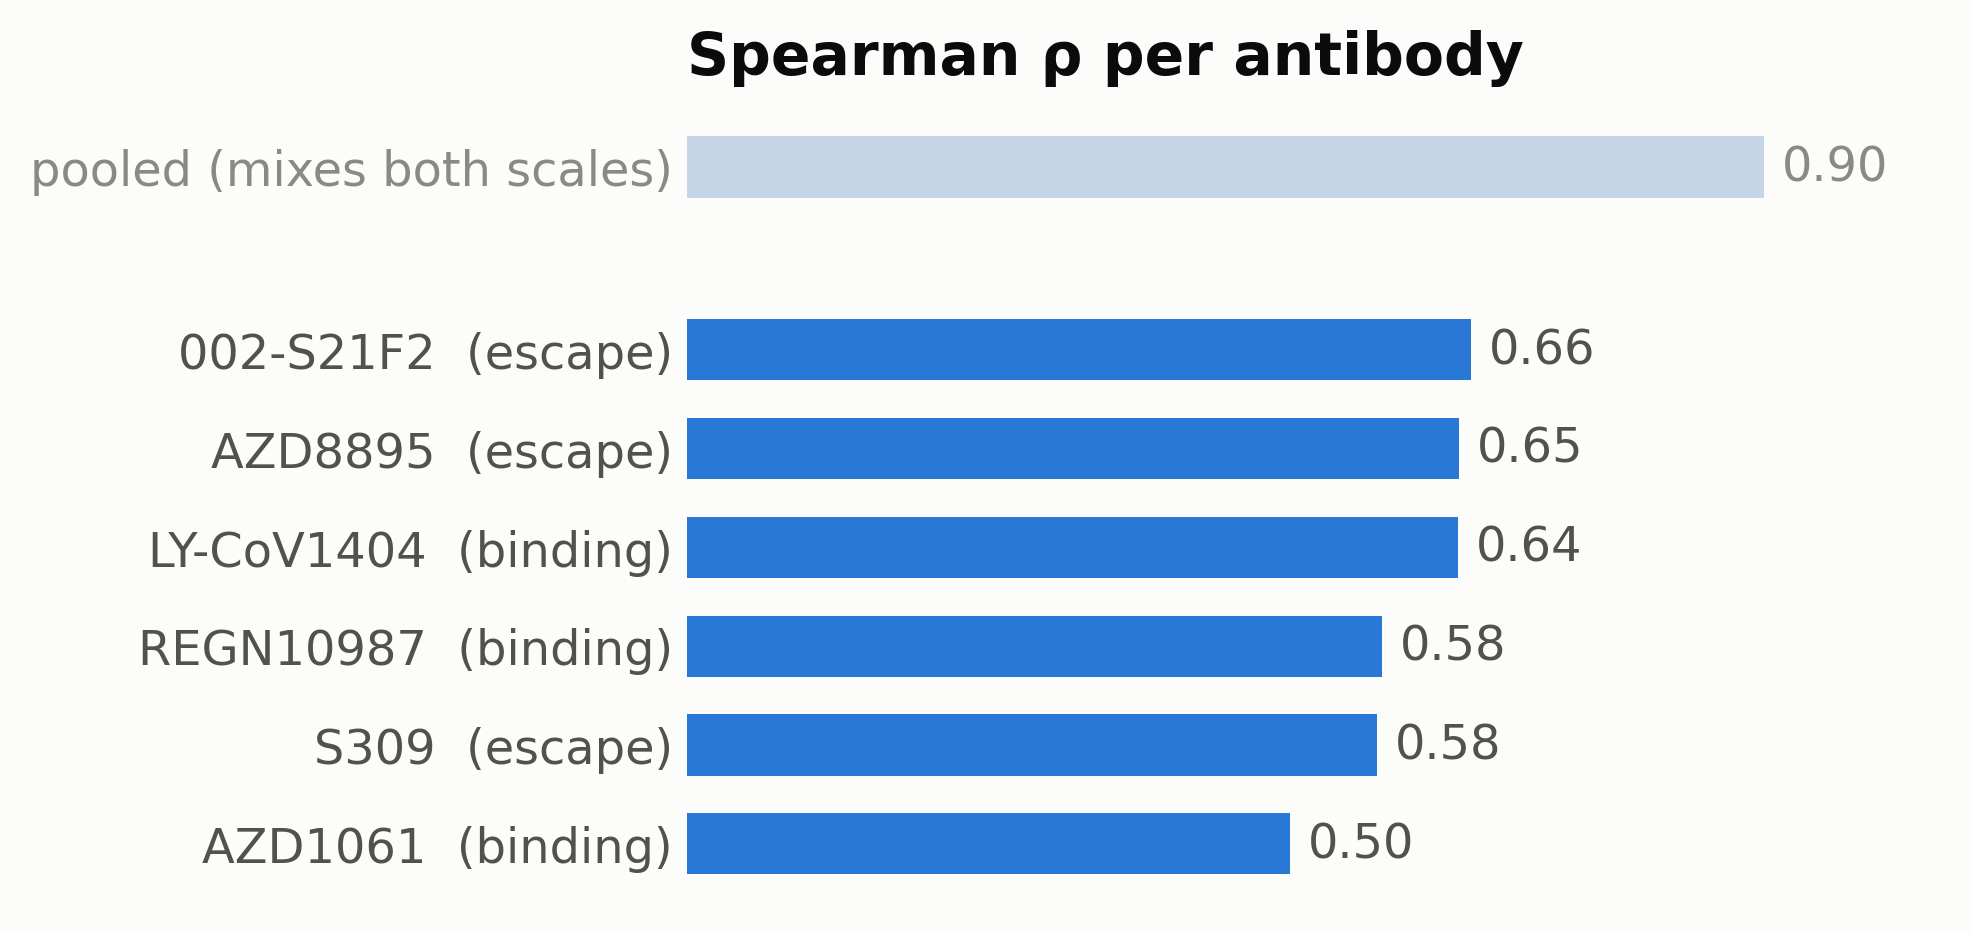 Spearman ρ per antibody
pooled (mixes both scales) 0.90
002-S21F2 (escape) 0.66
AZD8895 (escape) 0.65
LY-CoV1404 (binding) 0.64
REGN10987 (binding) 0.58
S309 (escape) 0.58
AZD1061 (binding) 0.50